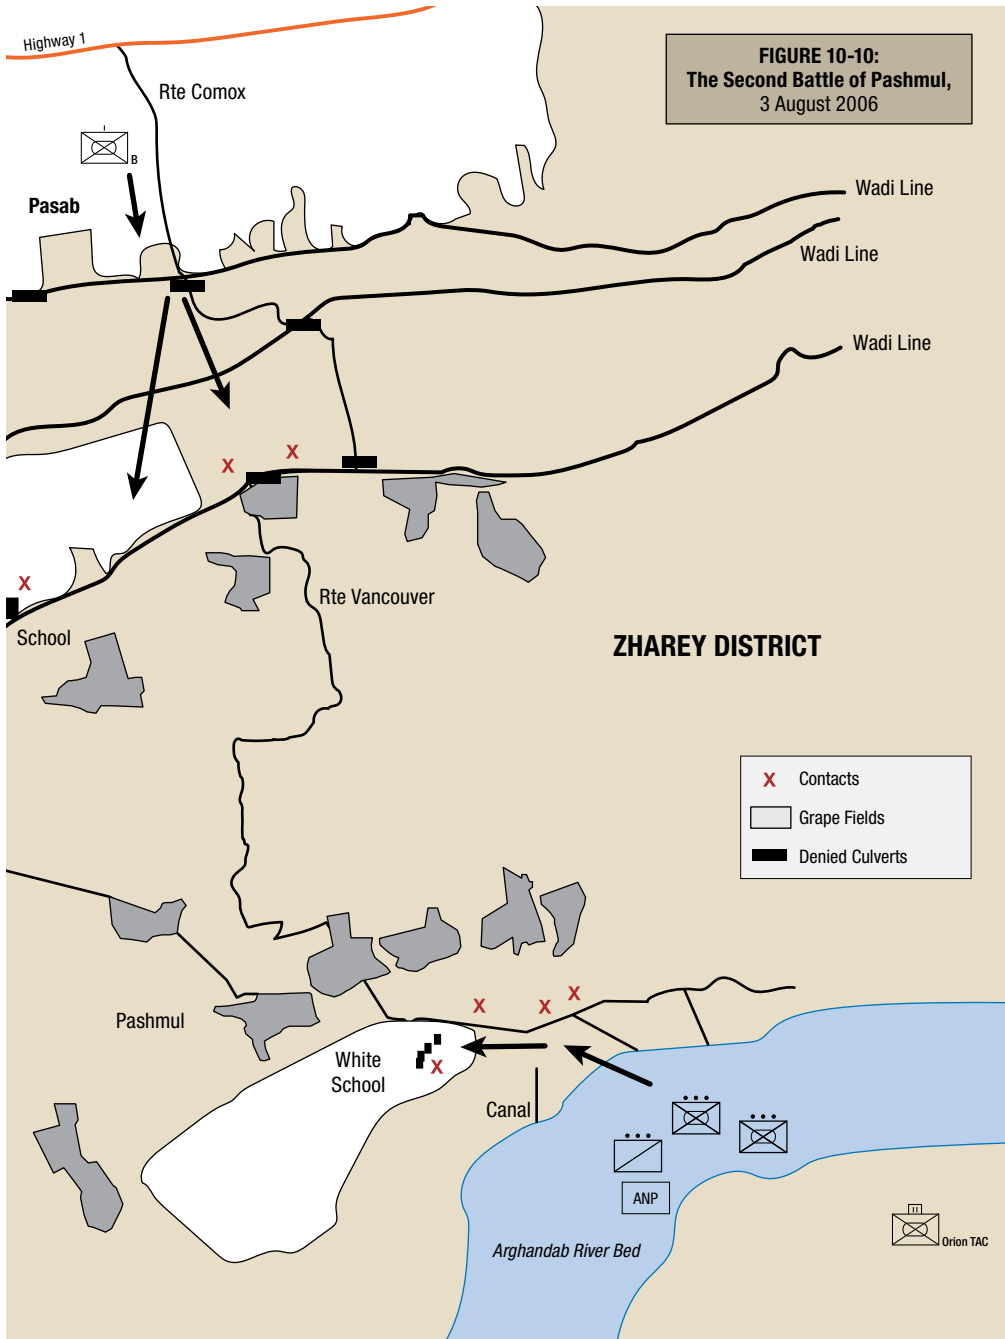 Highway 1
FIGURE 10-10:
The Second Battle of Pashmul,
3 August 2006
Rte Comox
B
Pasab
Wadi Line
Wadi Line
Wadi Line
X
X
X
School
Rte Vancouver
ZHAREY DISTRICT
X Contacts
Grape Fields
Denied Culverts
X
X
X
Pashmul
White
School
X
Canal
ANP
Arghandab River Bed
Orion TAC